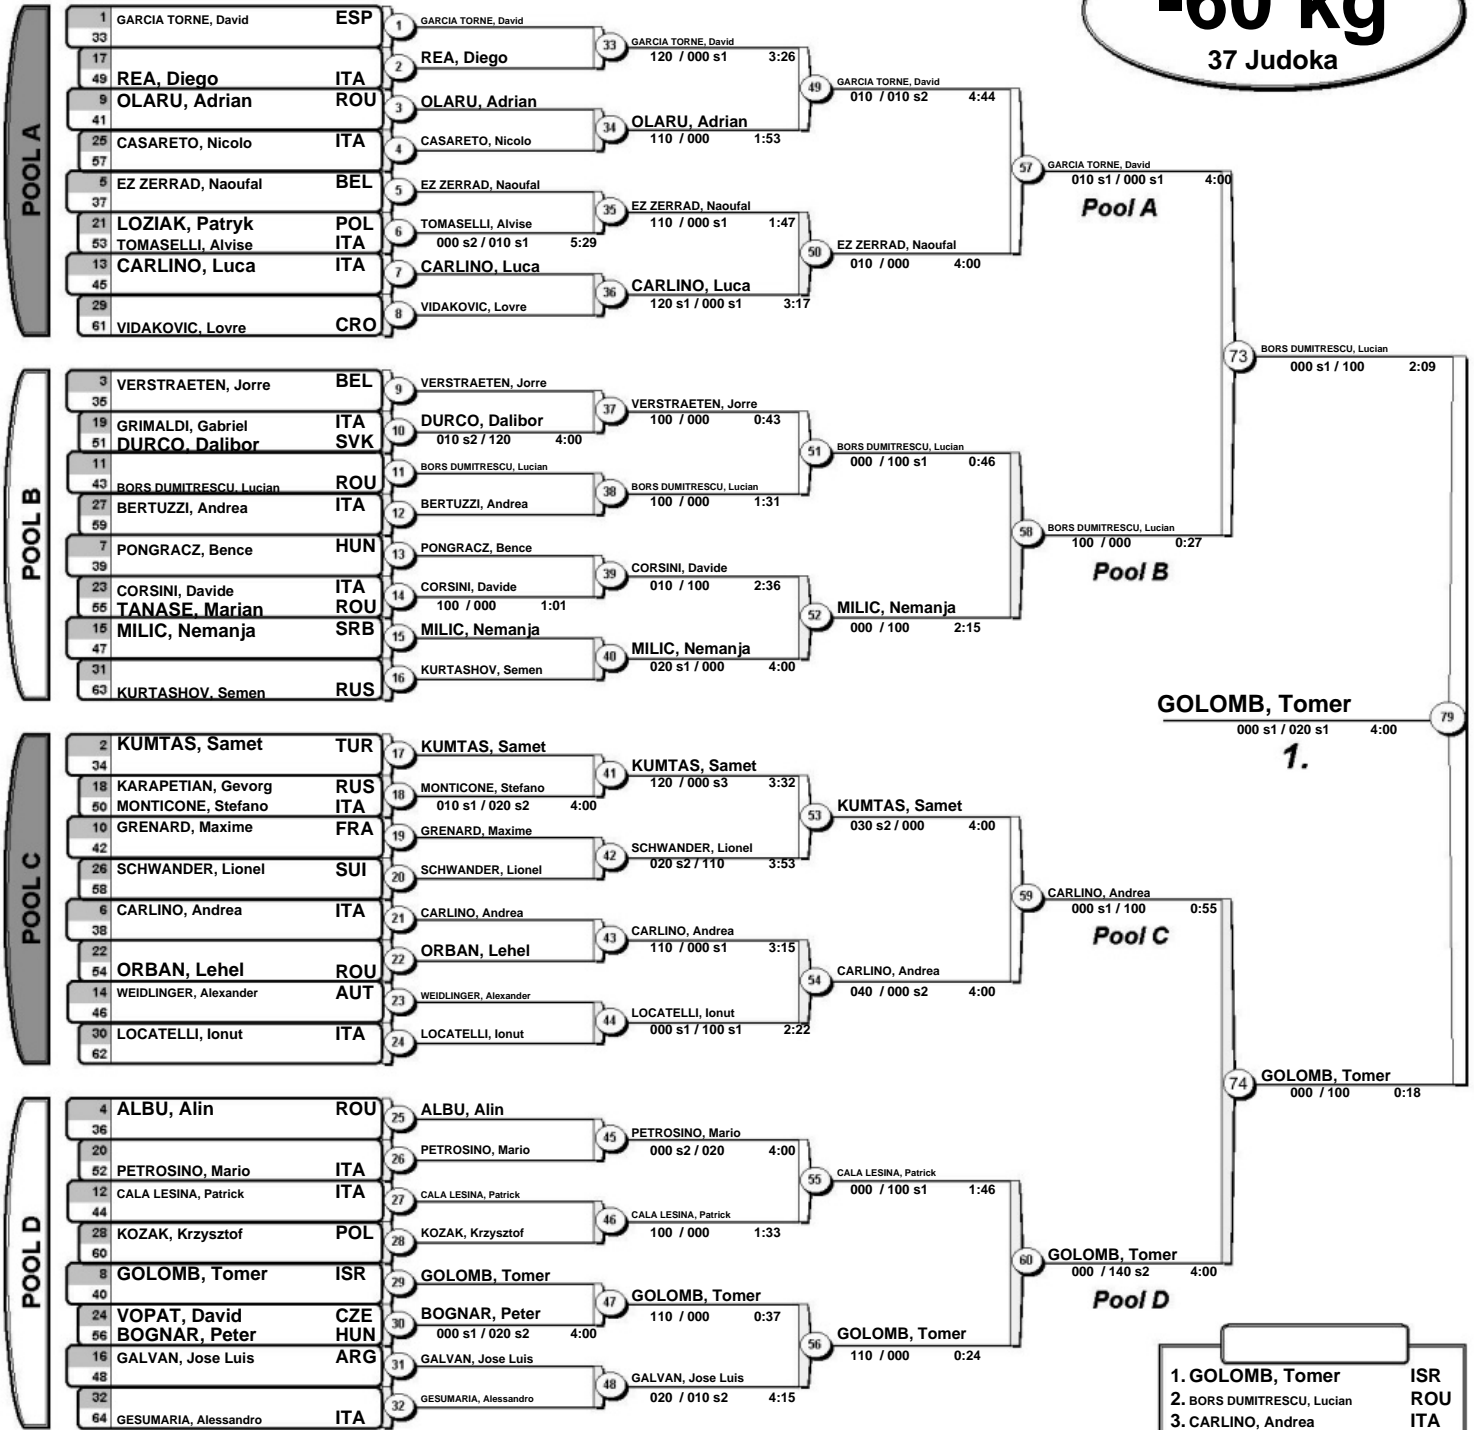 -60 kg
37 Judoka
POOL A
1 GARCIA TORNE, David ESP
33
17
49 REA, Diego ITA
9 OLARU, Adrian ROU
41
25 CASARETO, Nicolo ITA
57
5 EZ ZERRAD, Naoufal BEL
37
21 LOZIAK, Patryk POL
53 TOMASELLI, Alvise ITA
13 CARLINO, Luca ITA
45
29
61 VIDAKOVIC, Lovre CRO
1 GARCIA TORNE, David
2 REA, Diego
3 OLARU, Adrian
4 CASARETO, Nicolo
5 EZ ZERRAD, Naoufal
6 TOMASELLI, Alvise
000 s2 / 010 s1 5:29
7 CARLINO, Luca
8 VIDAKOVIC, Lovre
33 GARCIA TORNE, David
120 / 000 s1 3:26
34 OLARU, Adrian
110 / 000 1:53
35 EZ ZERRAD, Naoufal
110 / 000 s1 1:47
36 CARLINO, Luca
120 s1 / 000 s1 3:17
49 GARCIA TORNE, David
010 / 010 s2 4:44
50 EZ ZERRAD, Naoufal
010 / 000 4:00
57 GARCIA TORNE, David
010 s1 / 000 s1 4:00
Pool A
POOL B
3 VERSTRAETEN, Jorre BEL
35
19 GRIMALDI, Gabriel ITA
51 DURCO, Dalibor SVK
11
43 BORS DUMITRESCU, Lucian ROU
27 BERTUZZI, Andrea ITA
59
7 PONGRACZ, Bence HUN
39
23 CORSINI, Davide ITA
55 TANASE, Marian ROU
15 MILIC, Nemanja SRB
47
31
63 KURTASHOV, Semen RUS
9 VERSTRAETEN, Jorre
10 DURCO, Dalibor
010 s2 / 120 4:00
11 BORS DUMITRESCU, Lucian
12 BERTUZZI, Andrea
13 PONGRACZ, Bence
14 CORSINI, Davide
100 / 000 1:01
15 MILIC, Nemanja
16 KURTASHOV, Semen
37 VERSTRAETEN, Jorre
100 / 000 0:43
38 BORS DUMITRESCU, Lucian
100 / 000 1:31
39 CORSINI, Davide
010 / 100 2:36
40 MILIC, Nemanja
020 s1 / 000 4:00
51 BORS DUMITRESCU, Lucian
000 / 100 s1 0:46
52 MILIC, Nemanja
000 / 100 2:15
58 BORS DUMITRESCU, Lucian
100 / 000 0:27
Pool B
73 BORS DUMITRESCU, Lucian
000 s1 / 100 2:09
GOLOMB, Tomer 79
000 s1 / 020 s1 4:00
1.
POOL C
2 KUMTAS, Samet TUR
34
18 KARAPETIAN, Gevorg RUS
50 MONTICONE, Stefano ITA
10 GRENARD, Maxime FRA
42
26 SCHWANDER, Lionel SUI
58
6 CARLINO, Andrea ITA
38
22
54 ORBAN, Lehel ROU
14 WEIDLINGER, Alexander AUT
46
30 LOCATELLI, Ionut ITA
62
17 KUMTAS, Samet
18 MONTICONE, Stefano
010 s1 / 020 s2 4:00
19 GRENARD, Maxime
20 SCHWANDER, Lionel
21 CARLINO, Andrea
22 ORBAN, Lehel
23 WEIDLINGER, Alexander
24 LOCATELLI, Ionut
41 KUMTAS, Samet
120 / 000 s3 3:32
42 SCHWANDER, Lionel
020 s2 / 110 3:53
43 CARLINO, Andrea
110 / 000 s1 3:15
44 LOCATELLI, Ionut
000 s1 / 100 s1 2:22
53 KUMTAS, Samet
030 s2 / 000 4:00
54 CARLINO, Andrea
040 / 000 s2 4:00
59 CARLINO, Andrea
000 s1 / 100 0:55
Pool C
POOL D
4 ALBU, Alin ROU
36
20
52 PETROSINO, Mario ITA
12 CALA LESINA, Patrick ITA
44
28 KOZAK, Krzysztof POL
60
8 GOLOMB, Tomer ISR
40
24 VOPAT, David CZE
56 BOGNAR, Peter HUN
16 GALVAN, Jose Luis ARG
48
32
64 GESUMARIA, Alessandro ITA
25 ALBU, Alin
26 PETROSINO, Mario
27 CALA LESINA, Patrick
28 KOZAK, Krzysztof
29 GOLOMB, Tomer
30 BOGNAR, Peter
000 s1 / 020 s2 4:00
31 GALVAN, Jose Luis
32 GESUMARIA, Alessandro
45 PETROSINO, Mario
000 s2 / 020 4:00
46 CALA LESINA, Patrick
100 / 000 1:33
47 GOLOMB, Tomer
110 / 000 0:37
48 GALVAN, Jose Luis
020 / 010 s2 4:15
55 CALA LESINA, Patrick
000 / 100 s1 1:46
56 GOLOMB, Tomer
110 / 000 0:24
60 GOLOMB, Tomer
000 / 140 s2 4:00
Pool D
74 GOLOMB, Tomer
000 / 100 0:18
1. GOLOMB, Tomer ISR
2. BORS DUMITRESCU, Lucian ROU
3. CARLINO, Andrea ITA